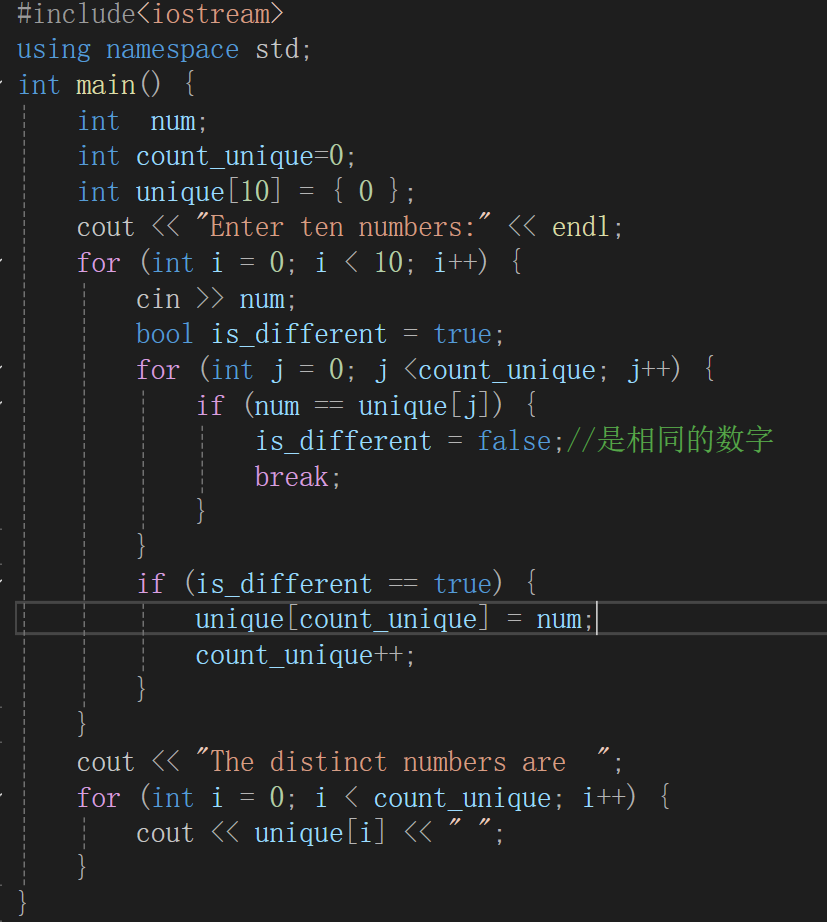 #include<iostream>
using namespace std;
int main() {
    int  num;
    int count_unique=0;
    int unique[10] = { 0 };
    cout << "Enter ten numbers:" << endl;
    for (int i = 0; i < 10; i++) {
        cin >> num;
        bool is_different = true;
        for (int j = 0; j <count_unique; j++) {
            if (num == unique[j]) {
                is_different = false;//是相同的数字
                break;
            }
        }
        if (is_different == true) {
            unique[count_unique] = num;
            count_unique++;
        }
    }
    cout << "The distinct numbers are  ";
    for (int i = 0; i < count_unique; i++) {
        cout << unique[i] << " ";
    }
}